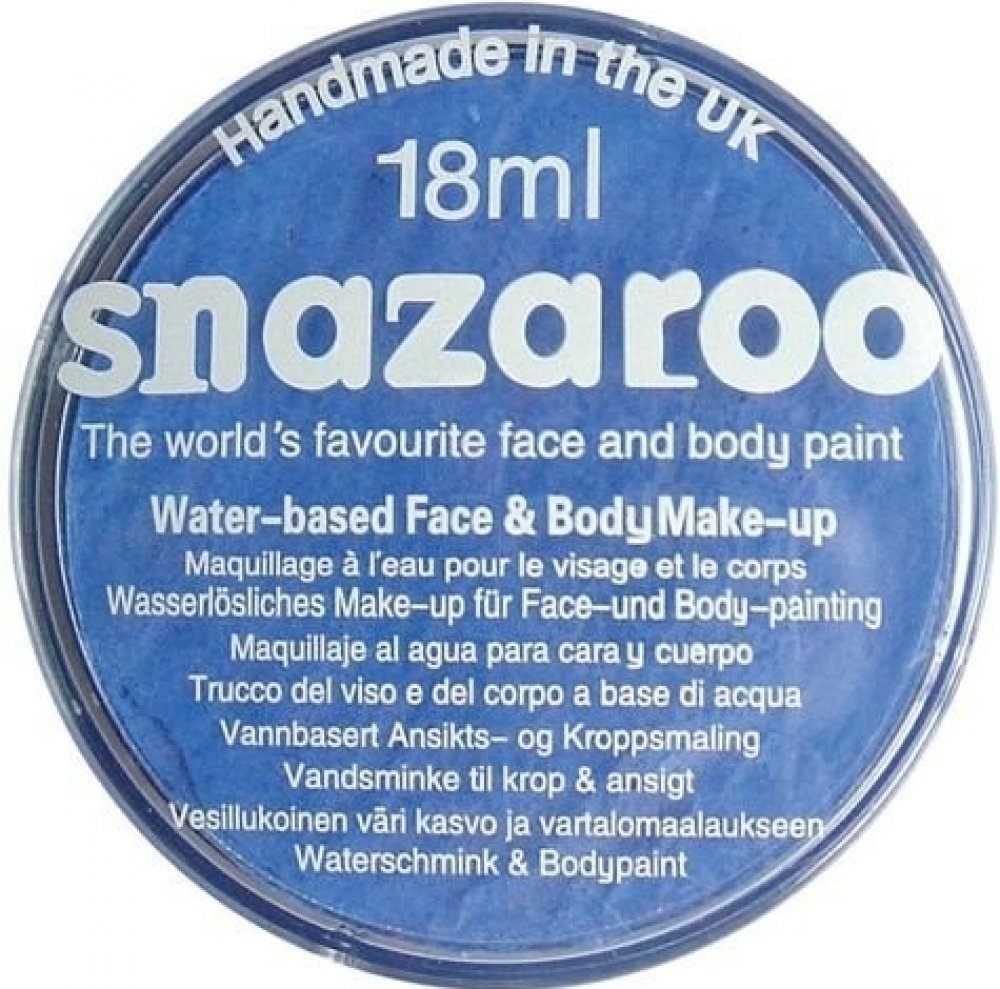 Handmade in the UK
18ml
snazaroo
The world's favourite face and body paint
Water-based Face & Body Make-up
Maquillage à l'eau pour le visage et le corps
Wasserlösliches Make-up für Face-und Body-painting
Maquillaje al agua para cara y cuerpo
Trucco del viso e del corpo a base di acqua
Vannbasert Ansikts- og Kroppsmaling
Vandsminke til krop & ansigt
Vesillukoinen väri kasvo ja vartalomaalaukseen
Waterschmink & Bodypaint